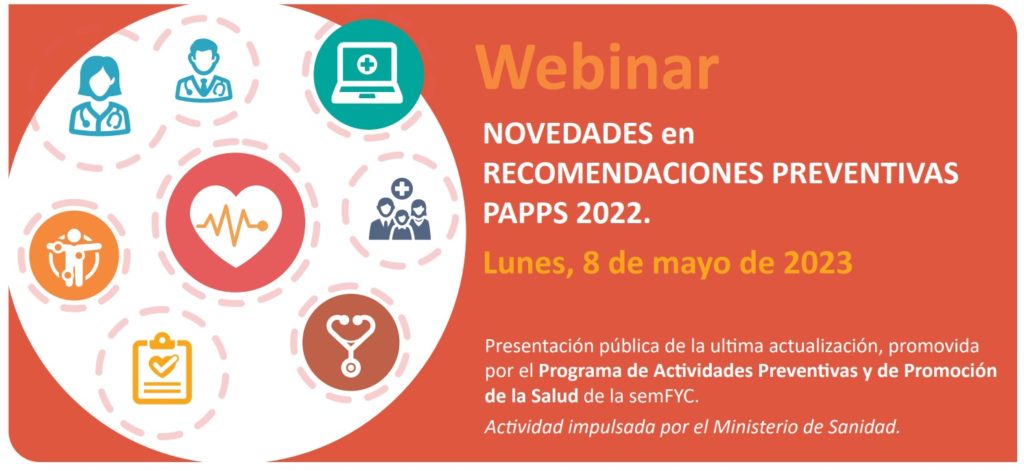 Webinar
NOVEDADES en
RECOMENDACIONES PREVENTIVAS
PAPPS 2022.
Lunes, 8 de mayo de 2023
Presentación pública de la ultima actualización, promovida
por el Programa de Actividades Preventivas y de Promoción
de la Salud de la semFYC.
Actividad impulsada por el Ministerio de Sanidad.